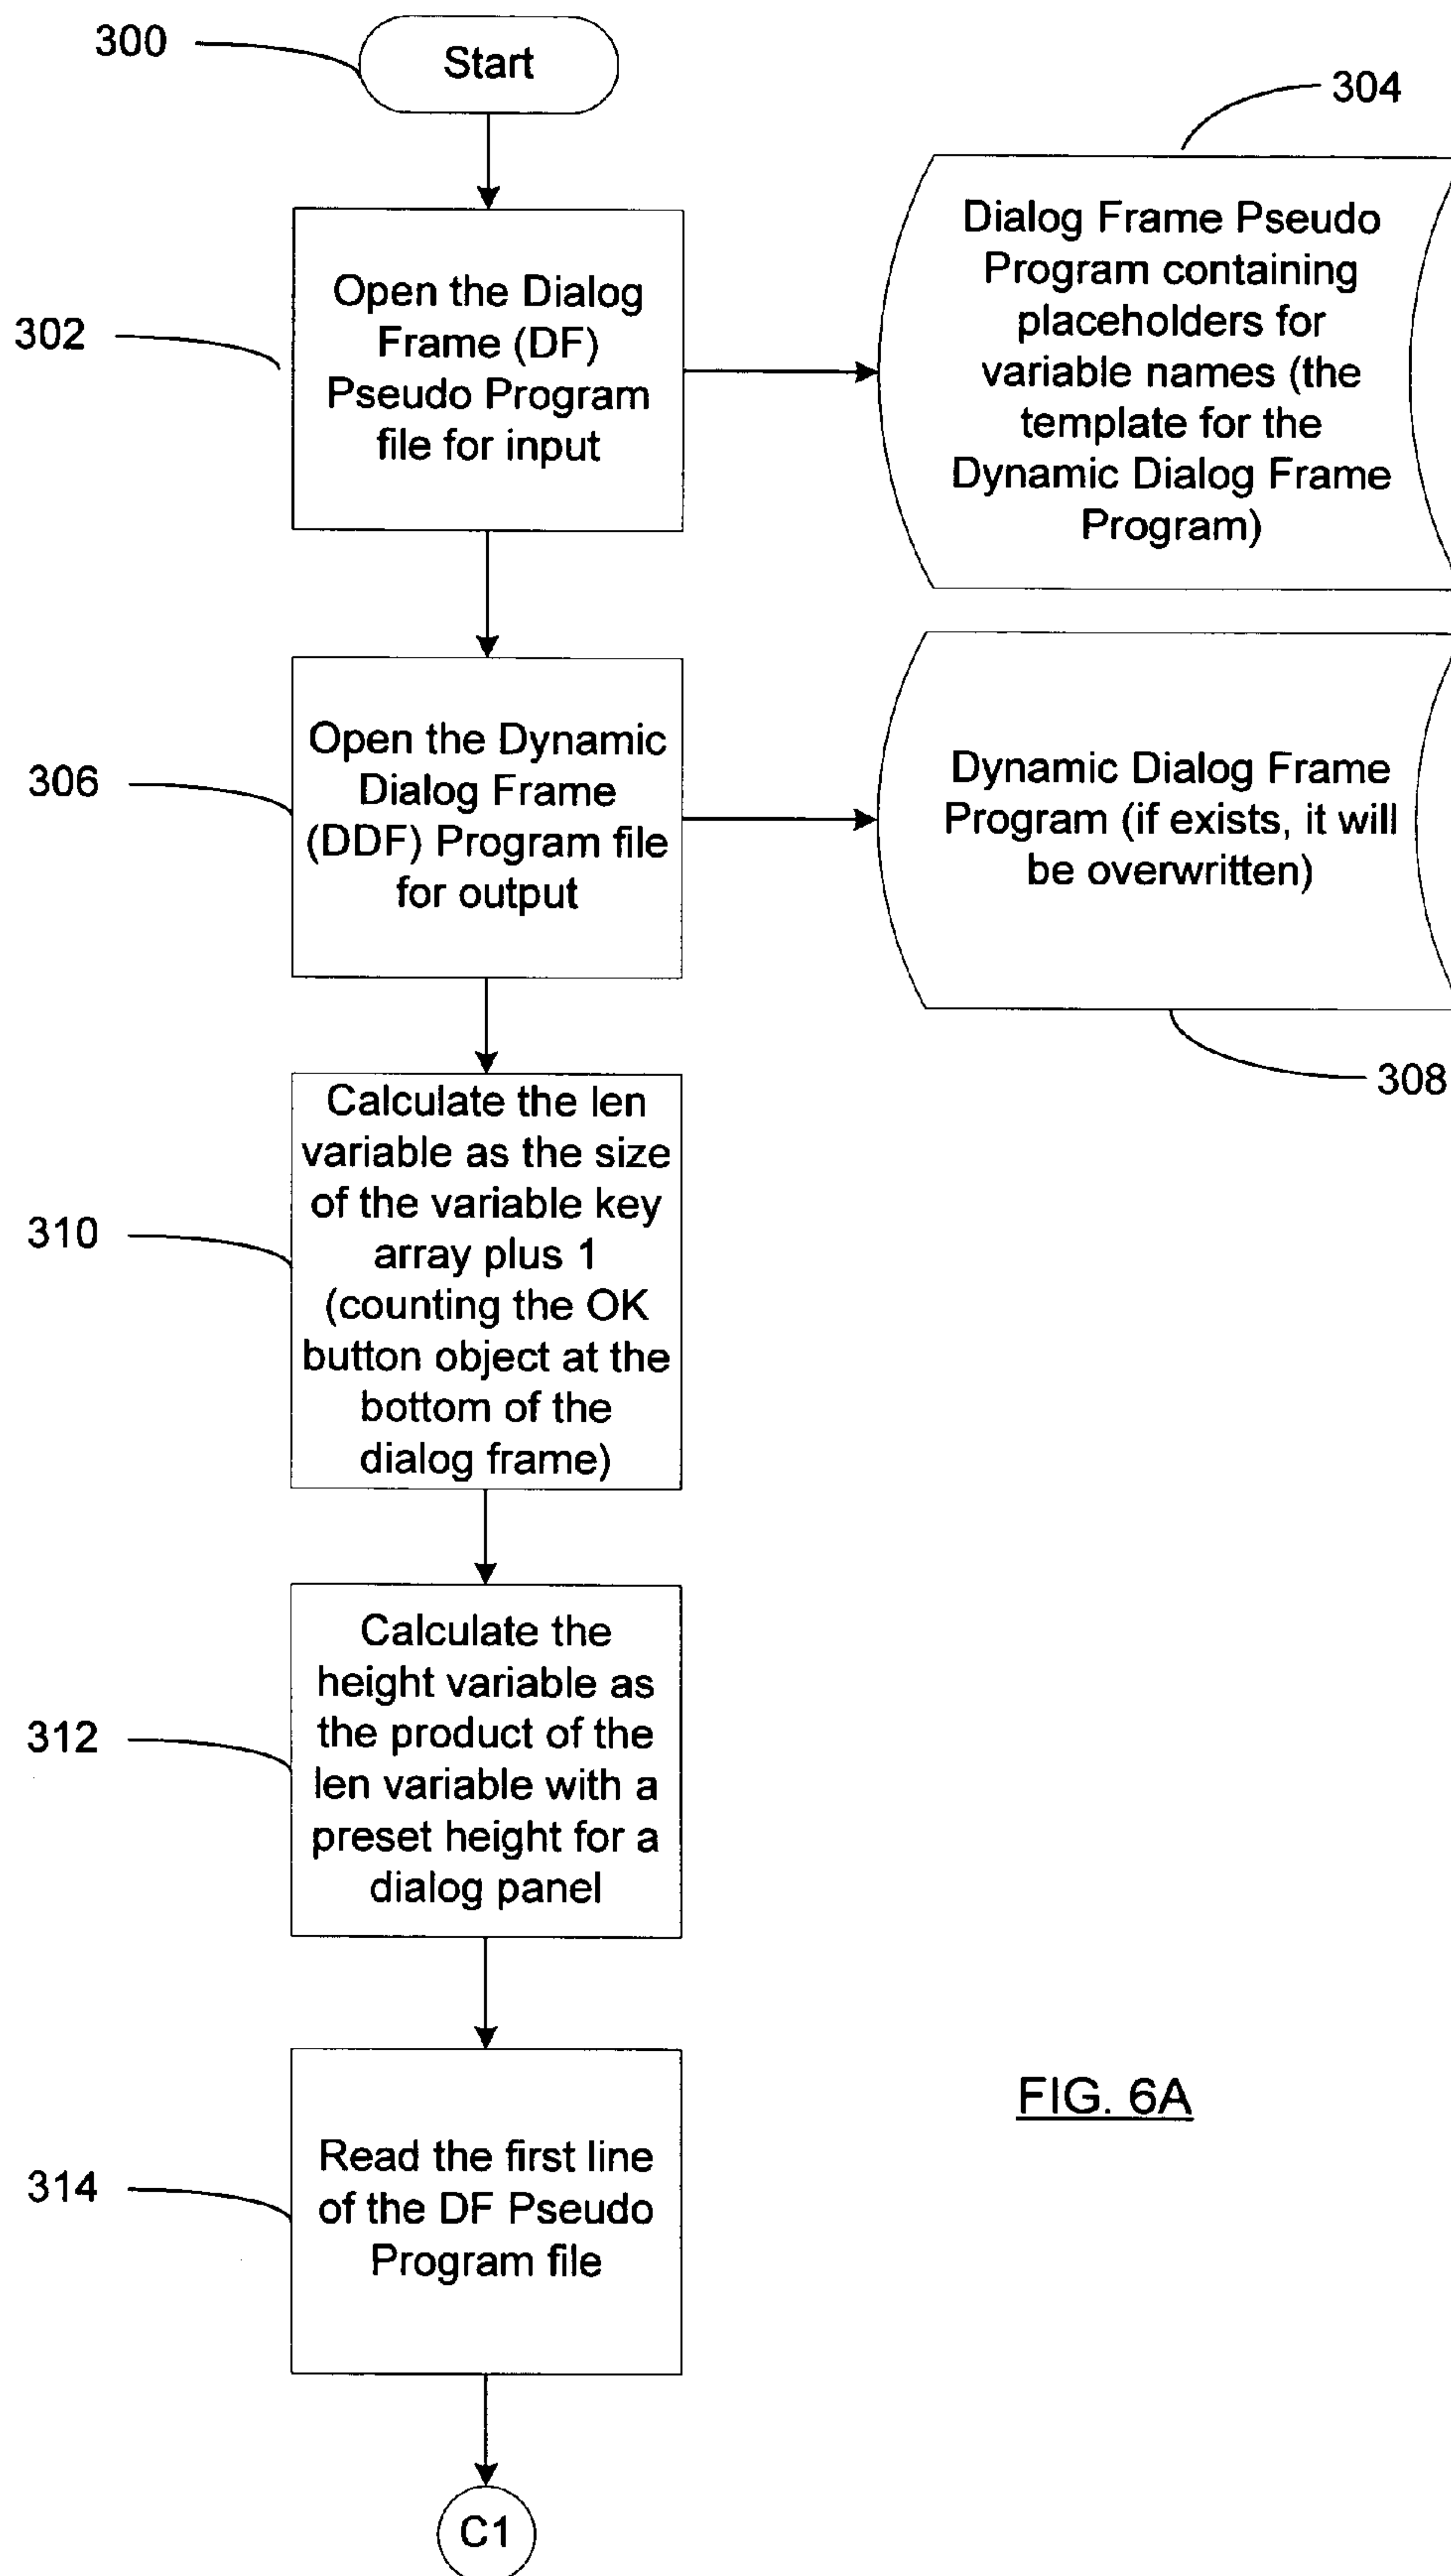 300
Start
304
302
Open the Dialog
Frame (DF)
Pseudo Program
file for input
Dialog Frame Pseudo
Program containing
placeholders for
variable names (the
template for the
Dynamic Dialog Frame
Program)
306
Open the Dynamic
Dialog Frame
(DDF) Program file
for output
Dynamic Dialog Frame
Program (if exists, it will
be overwritten)
308
310
Calculate the len
variable as the size
of the variable key
array plus 1
(counting the OK
button object at the
bottom of the
dialog frame)
312
Calculate the
height variable as
the product of the
len variable with a
preset height for a
dialog panel
314
Read the first line
of the DF Pseudo
Program file
FIG. 6A
C1